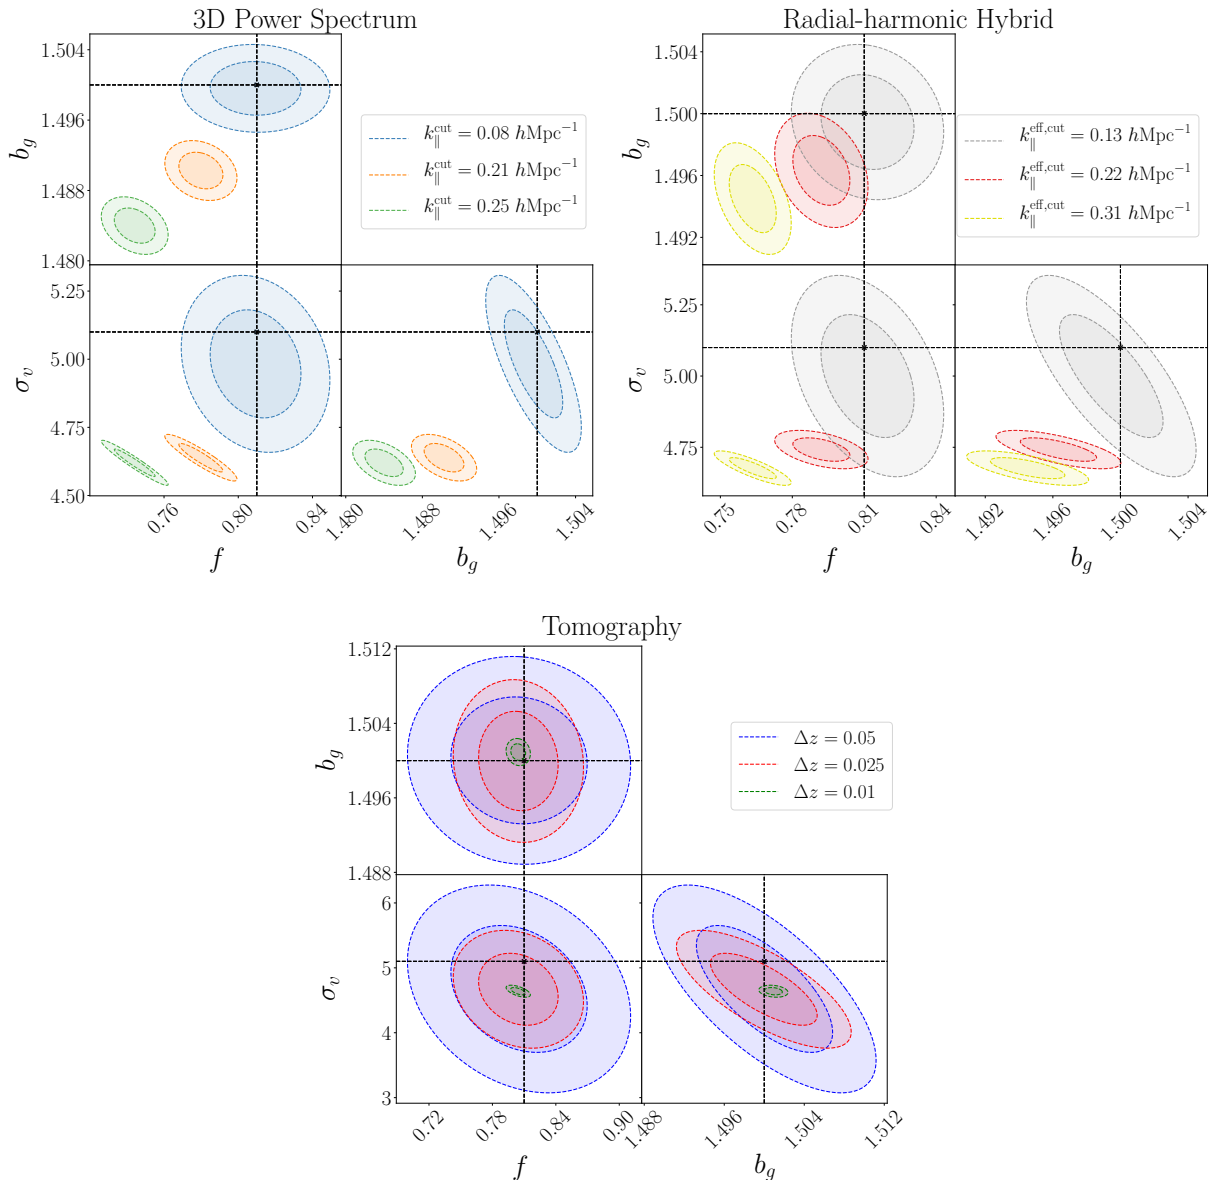 3D Power Spectrum
1.504
1.496
1.488
1.480
b_g
k_∥^cut = 0.08 hMpc⁻¹
k_∥^cut = 0.21 hMpc⁻¹
k_∥^cut = 0.25 hMpc⁻¹
5.25
5.00
4.75
4.50
σ_v
0.76
0.80
0.84
f
1.480
1.488
1.496
1.504
b_g
Radial-harmonic Hybrid
1.504
1.500
1.496
1.492
b_g
k_∥^eff,cut = 0.13 hMpc⁻¹
k_∥^eff,cut = 0.22 hMpc⁻¹
k_∥^eff,cut = 0.31 hMpc⁻¹
5.25
5.00
4.75
σ_v
0.75
0.78
0.81
0.84
f
1.492
1.496
1.500
1.504
b_g
Tomography
1.512
1.504
1.496
1.488
b_g
Δz = 0.05
Δz = 0.025
Δz = 0.01
6
5
4
3
σ_v
0.72
0.78
0.84
0.90
f
1.488
1.496
1.504
1.512
b_g